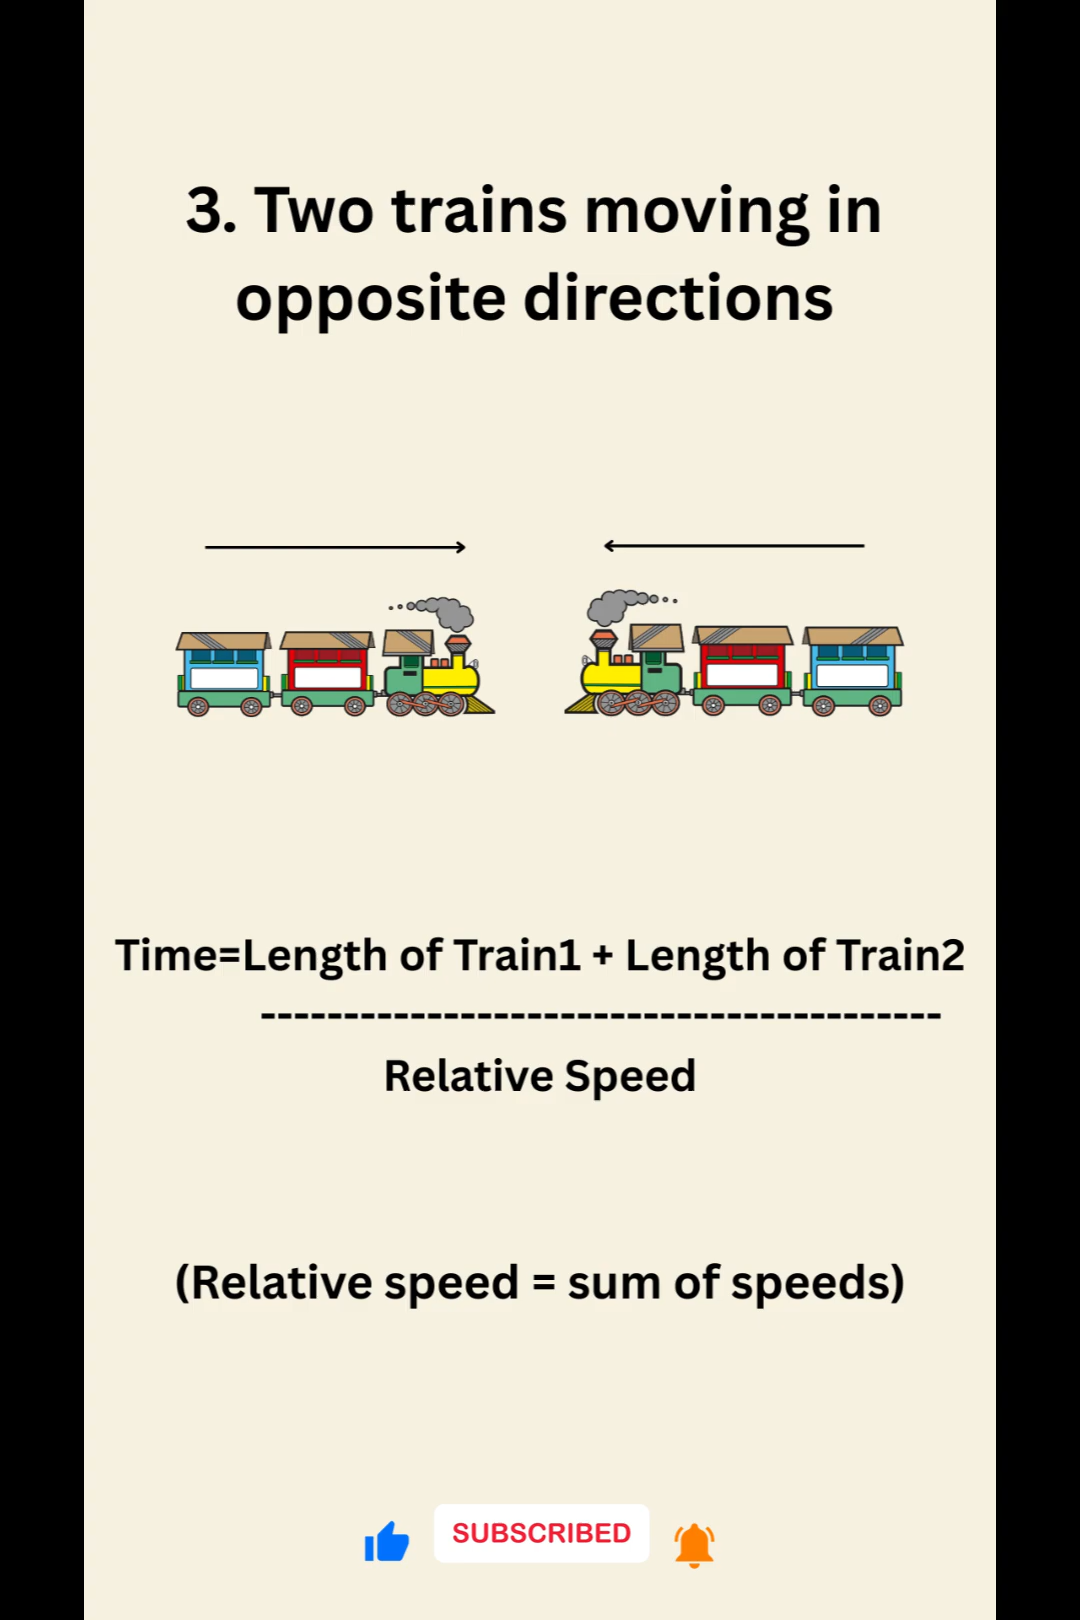 3. Two trains moving in
opposite directions
Time=Length of Train1 + Length of Train2
-----------------------------------------
Relative Speed
(Relative speed = sum of speeds)
SUBSCRIBED